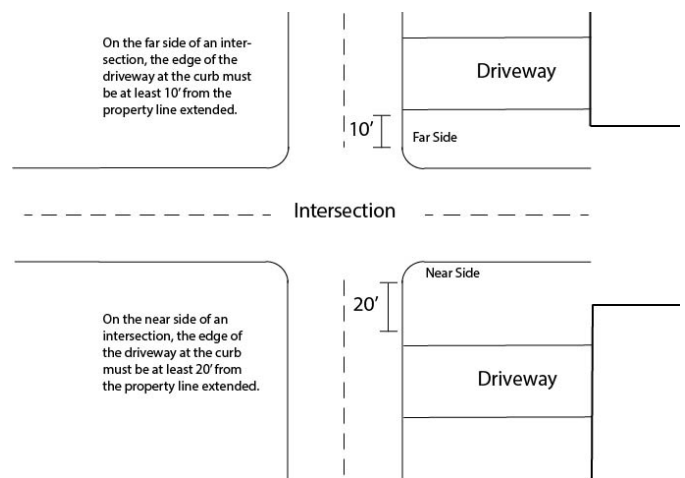 On the far side of an inter-
section, the edge of the
driveway at the curb must
be at least 10’ from the
property line extended.
Driveway
10’
Far Side
Intersection
Near Side
20’
On the near side of an
intersection, the edge of
the driveway at the curb
must be at least 20’ from
the property line extended.
Driveway